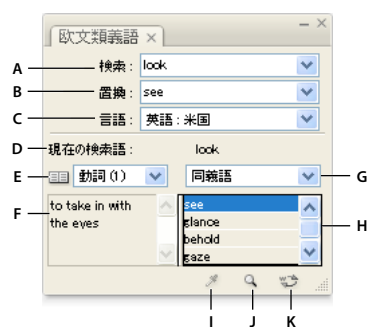 欧文類義語 ×
A 検索: look
B 置換: see
C 言語: 英語:米国
D 現在の検索語: look
E 動詞 (1) 同義語 G
F to take in with the eyes
see
glance
behold
gaze
H
I J K